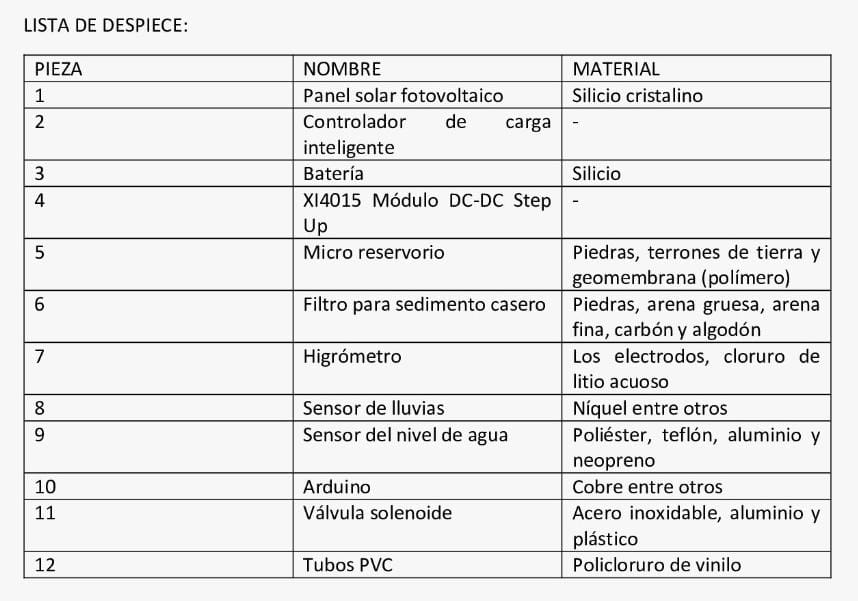 LISTA DE DESPIECE:
PIEZA NOMBRE MATERIAL
1 Panel solar fotovoltaico Silicio cristalino
2 Controlador de carga -
inteligente
3 Batería Silicio
4 XI4015 Módulo DC-DC Step -
Up
5 Micro reservorio Piedras, terrones de tierra y
geomembrana (polímero)
6 Filtro para sedimento casero Piedras, arena gruesa, arena
fina, carbón y algodón
7 Higrómetro Los electrodos, cloruro de
litio acuoso
8 Sensor de lluvias Níquel entre otros
9 Sensor del nivel de agua Poliéster, teflón, aluminio y
neopreno
10 Arduino Cobre entre otros
11 Válvula solenoide Acero inoxidable, aluminio y
plástico
12 Tubos PVC Policloruro de vinilo